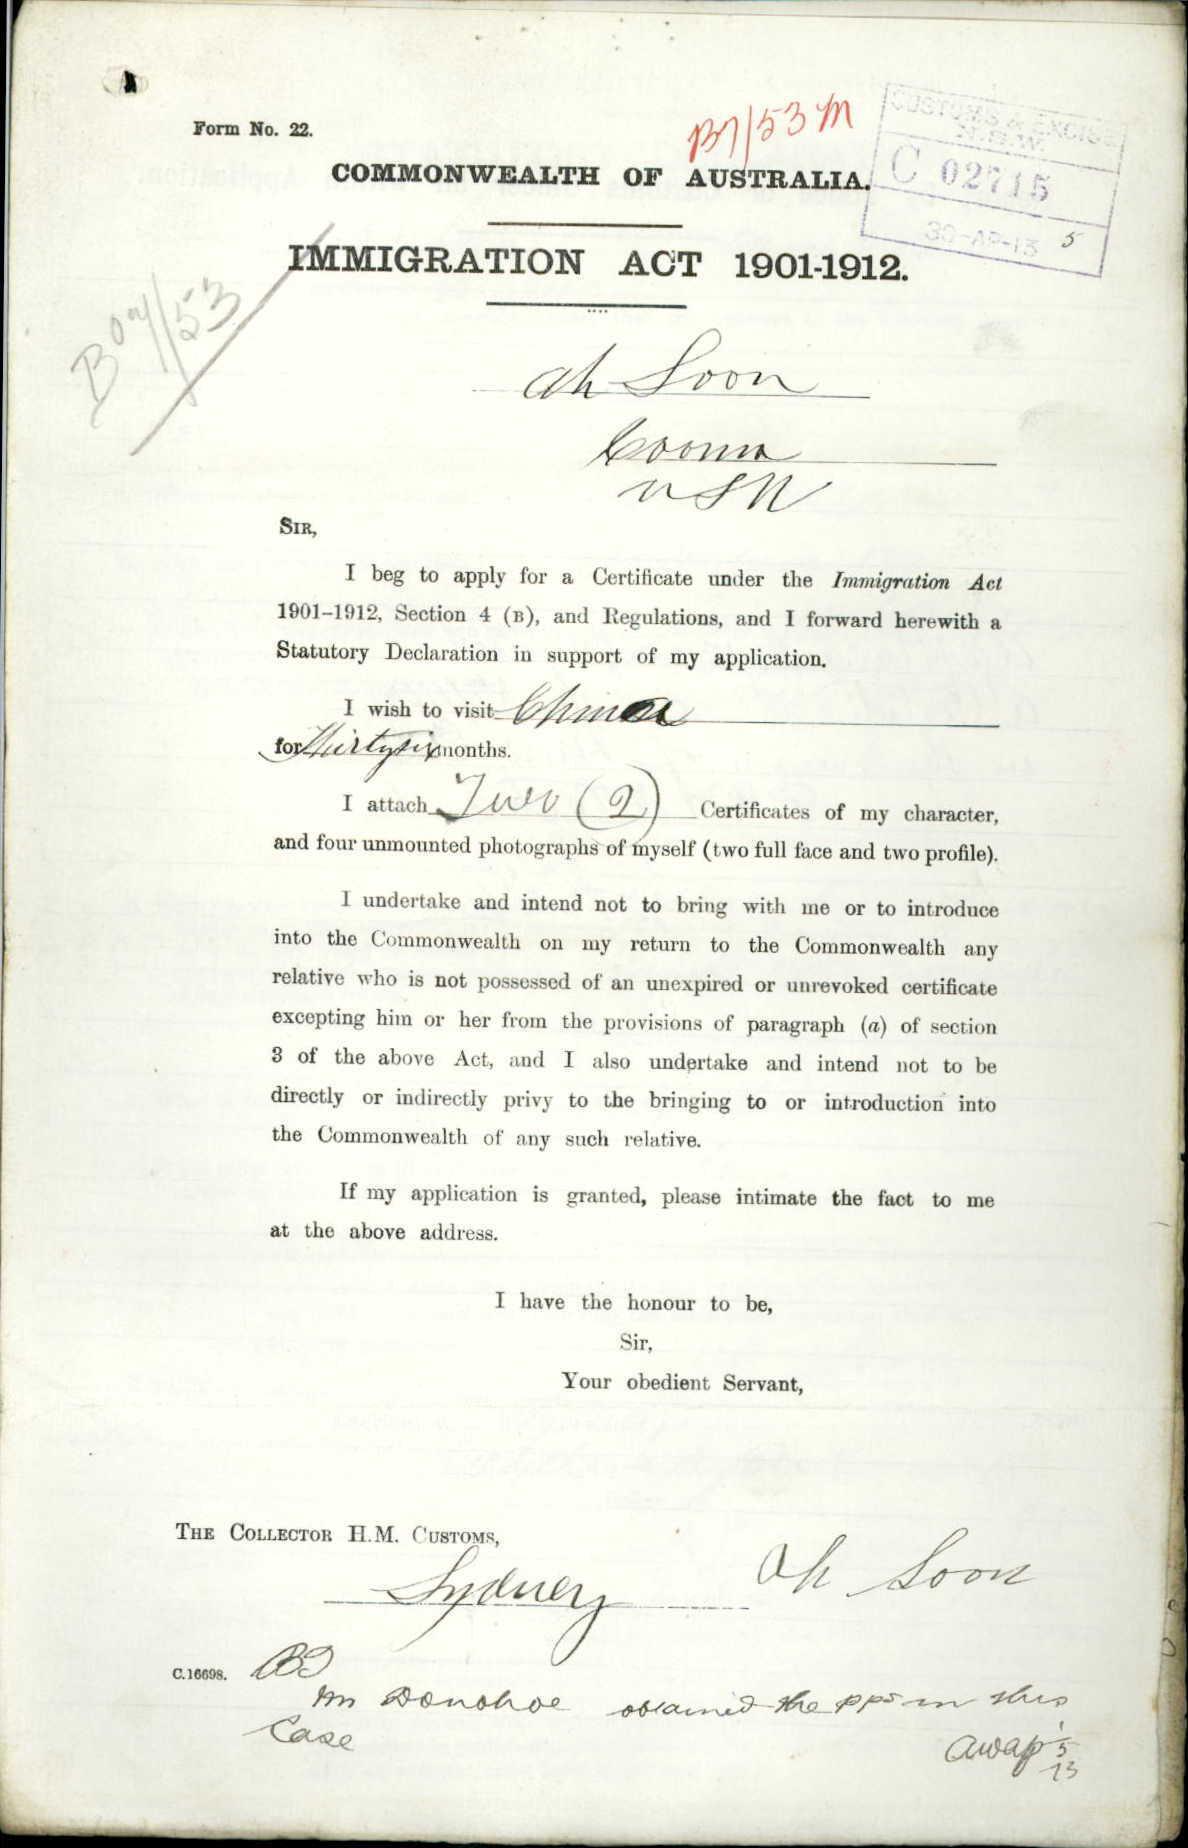 Form No. 22.
B7/53 M
CUSTOMS & EXCISE
N.S.W.
C 02715
30-AP-13 5
COMMONWEALTH OF AUSTRALIA.
IMMIGRATION ACT 1901-1912.
/53
Ah Soon
Cooma
NSW
SIR,
I beg to apply for a Certificate under the Immigration Act
1901–1912, Section 4 (B), and Regulations, and I forward herewith a
Statutory Declaration in support of my application.
I wish to visit China
for Thirtysix months.
I attach Two (2) Certificates of my character,
and four unmounted photographs of myself (two full face and two profile).
I undertake and intend not to bring with me or to introduce
into the Commonwealth on my return to the Commonwealth any
relative who is not possessed of an unexpired or unrevoked certificate
excepting him or her from the provisions of paragraph (a) of section
3 of the above Act, and I also undertake and intend not to be
directly or indirectly privy to the bringing to or introduction into
the Commonwealth of any such relative.
If my application is granted, please intimate the fact to me
at the above address.
I have the honour to be,
Sir,
Your obedient Servant,
THE COLLECTOR H.M. CUSTOMS,
Sydney
Ah Soon
C.16698.
Mr Donohoe obtained the pps in this
Case
1/5/13